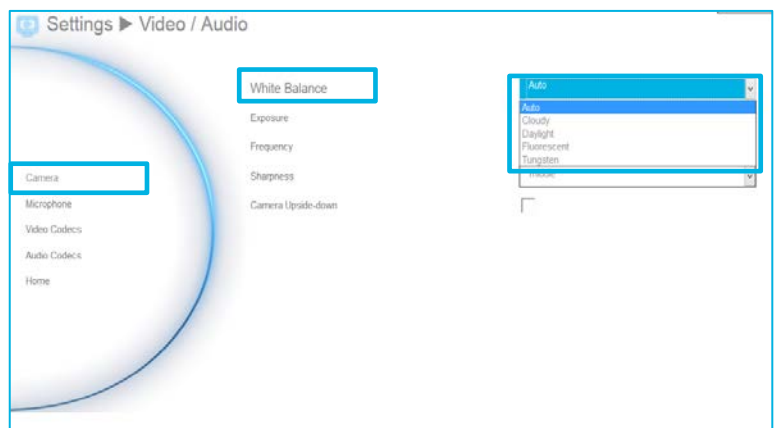 Settings ▶ Video / Audio
White Balance
Auto
Auto
Cloudy
Daylight
Fluorescent
Tungsten
Exposure
Frequency
Camera
Sharpness
Microphone
Camera Upside-down
Video Codecs
Audio Codecs
Home